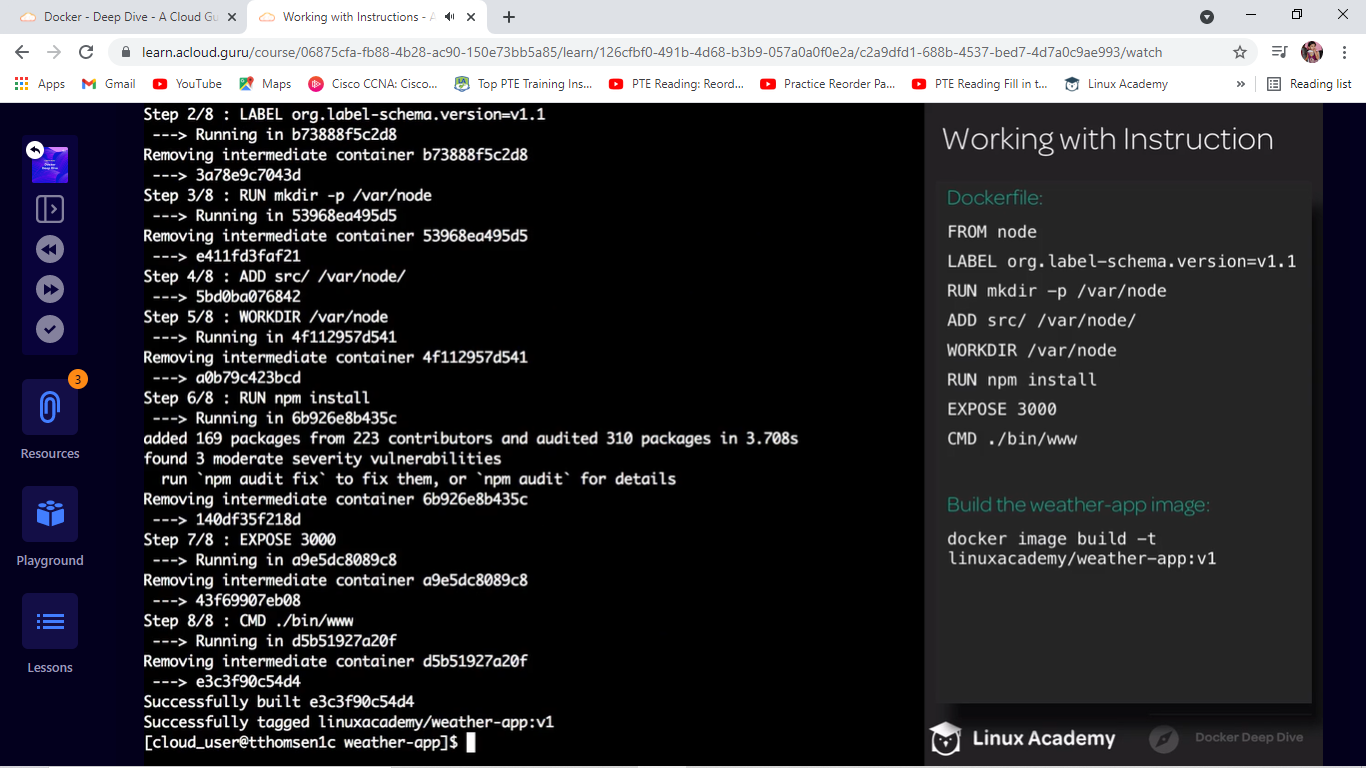 Docker - Deep Dive - A Cloud Gu
Working with Instructions - A
learn.acloud.guru/course/06875cfa-fb88-4b28-ac90-150e73bb5a85/learn/126cfbf0-491b-4d68-b3b9-057a0a0f0e2a/c2a9dfd1-688b-4537-bed7-4d7a0c9ae993/watch
Apps
Gmail
YouTube
Maps
Cisco CCNA: Cisco...
Top PTE Training Ins...
PTE Reading: Reord...
Practice Reorder Pa...
PTE Reading Fill in t...
Linux Academy
»
Reading list
3
Resources
Playground
Lessons
Step 2/8 : LABEL org.label-schema.version=v1.1
---> Running in b73888f5c2d8
Removing intermediate container b73888f5c2d8
---> 3a78e9c7043d
Step 3/8 : RUN mkdir -p /var/node
---> Running in 53968ea495d5
Removing intermediate container 53968ea495d5
---> e411fd3faf21
Step 4/8 : ADD src/ /var/node/
---> 5bd0ba076842
Step 5/8 : WORKDIR /var/node
---> Running in 4f112957d541
Removing intermediate container 4f112957d541
---> a0b79c423bcd
Step 6/8 : RUN npm install
---> Running in 6b926e8b435c
added 169 packages from 223 contributors and audited 310 packages in 3.708s
found 3 moderate severity vulnerabilities
run `npm audit fix` to fix them, or `npm audit` for details
Removing intermediate container 6b926e8b435c
---> 140df35f218d
Step 7/8 : EXPOSE 3000
---> Running in a9e5dc8089c8
Removing intermediate container a9e5dc8089c8
---> 43f69907eb08
Step 8/8 : CMD ./bin/www
---> Running in d5b51927a20f
Removing intermediate container d5b51927a20f
---> e3c3f90c54d4
Successfully built e3c3f90c54d4
Successfully tagged linuxacademy/weather-app:v1
[cloud_user@tthomsen1c weather-app]$
Working with Instruction
Dockerfile:
FROM node
LABEL org.label-schema.version=v1.1
RUN mkdir -p /var/node
ADD src/ /var/node/
WORKDIR /var/node
RUN npm install
EXPOSE 3000
CMD ./bin/www
Build the weather-app image:
docker image build -t
linuxacademy/weather-app:v1
Linux Academy
Docker Deep Dive